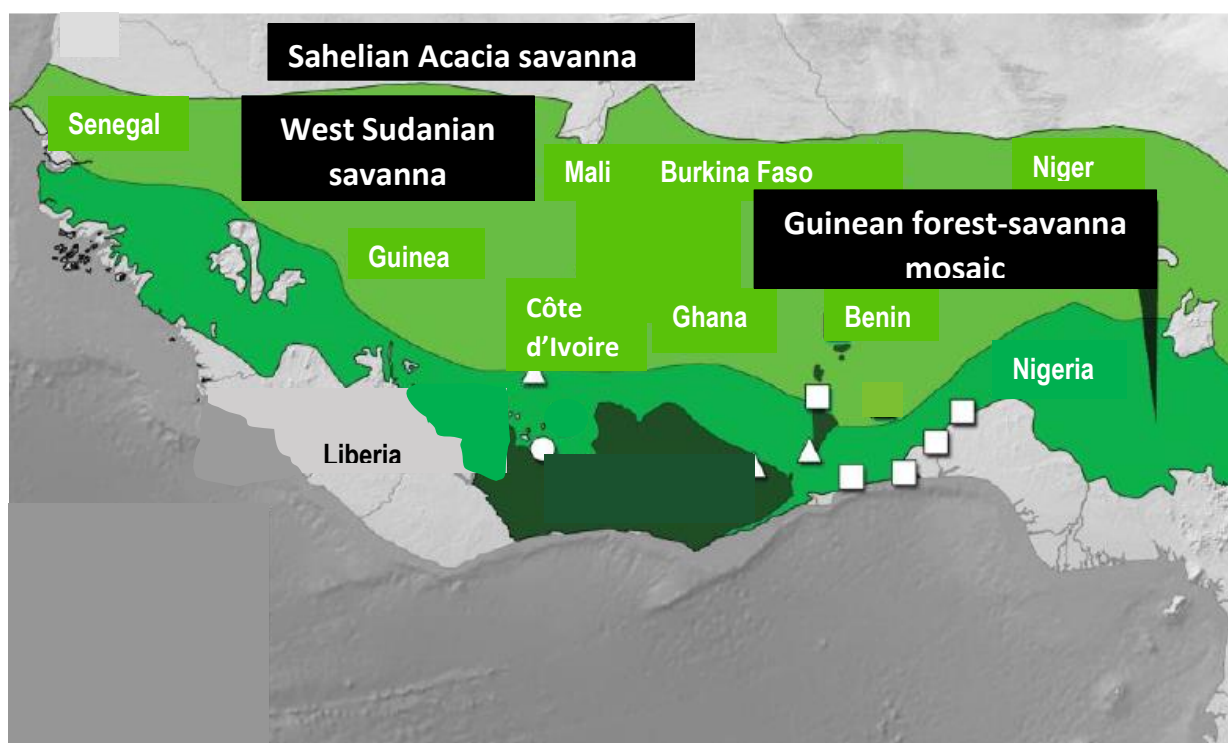 Sahelian Acacia savanna
Senegal
West Sudanian
savanna
Mali
Burkina Faso
Niger
Guinean forest-savanna
mosaic
Guinea
Côte
d’Ivoire
Ghana
Benin
Nigeria
Liberia